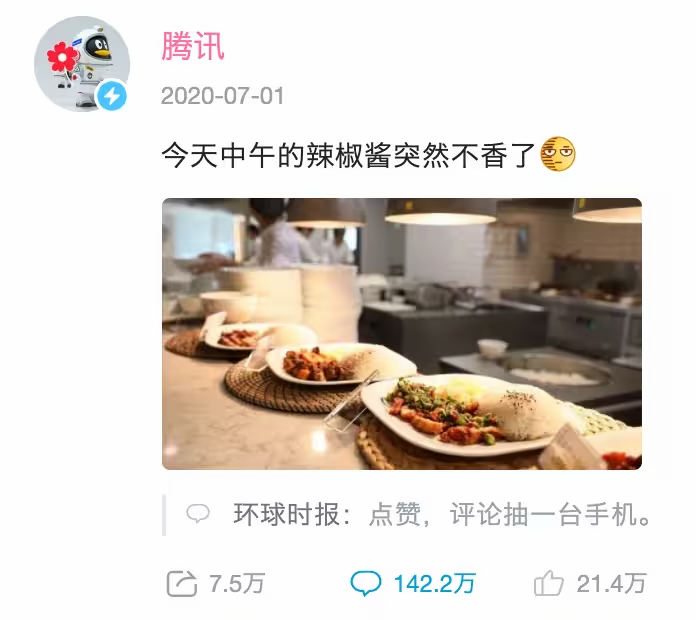 腾讯
2020-07-01
今天中午的辣椒酱突然不香了
环球时报：点赞，评论抽一台手机。
7.5万
142.2万
21.4万